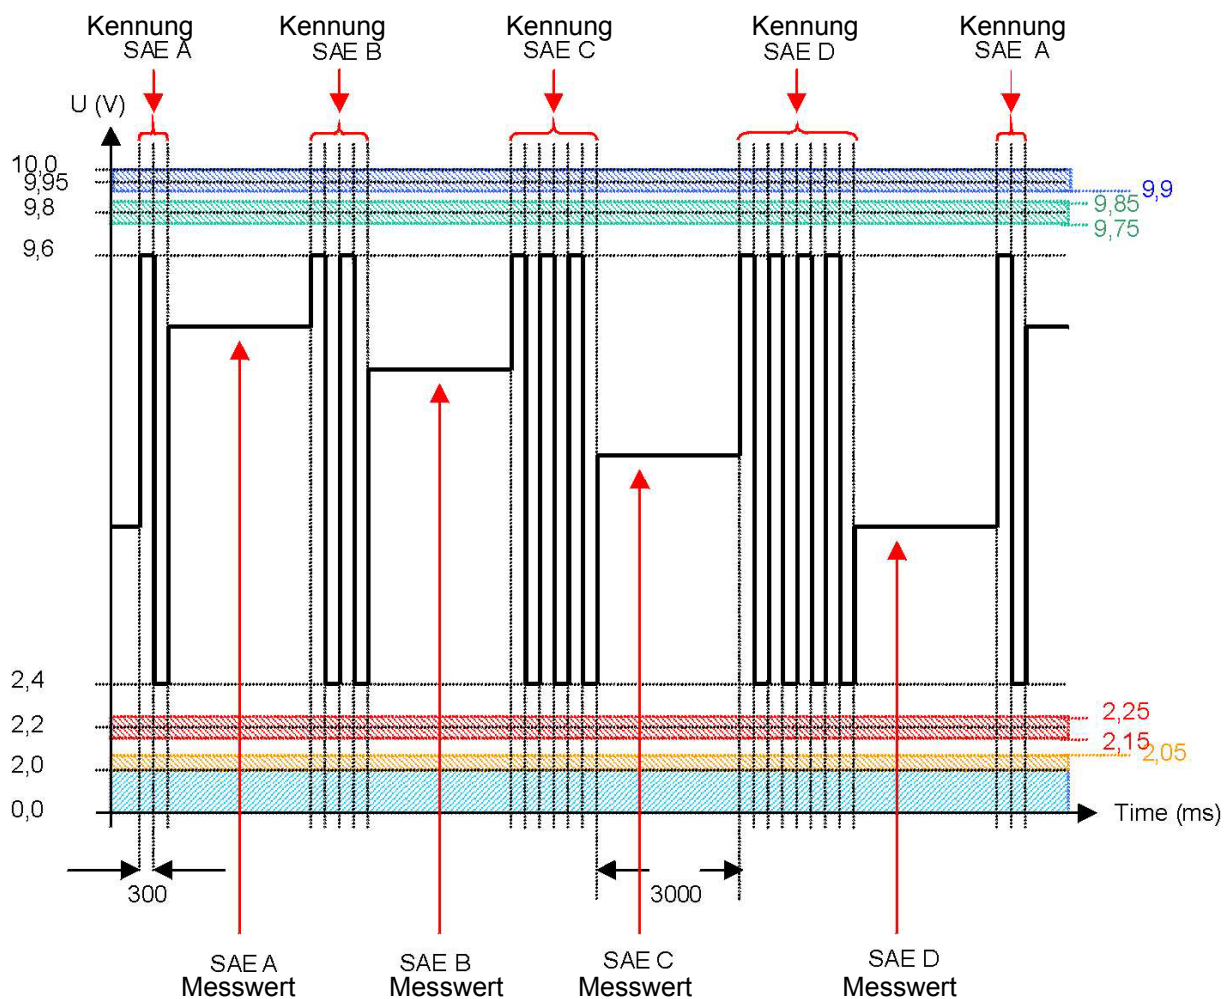 Kennung
SAE A
Kennung
SAE B
Kennung
SAE C
Kennung
SAE D
Kennung
SAE A
U (V)
10,0
9,95
9,9
9,8
9,85
9,75
9,6
2,4
2,25
2,2
2,15
2,05
2,0
0,0
Time (ms)
300
3000
SAE A
Messwert
SAE B
Messwert
SAE C
Messwert
SAE D
Messwert